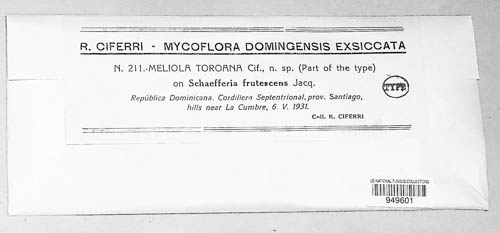 R. CIFERRI - MYCOFLORA DOMINGENSIS EXSICCATA
N. 211.-MELIOLA TOROANA Cif., n. sp. (Part of the type)
on Schaefferia frutescens Jacq.
TYPE
República Dominicana. Cordillera Septentrional, prov. Santiago,
hills near La Cumbre, 6. V. 1931.
Coll. R. CIFERRI
US NATIONAL FUNGUS COLLECTIONS
949601